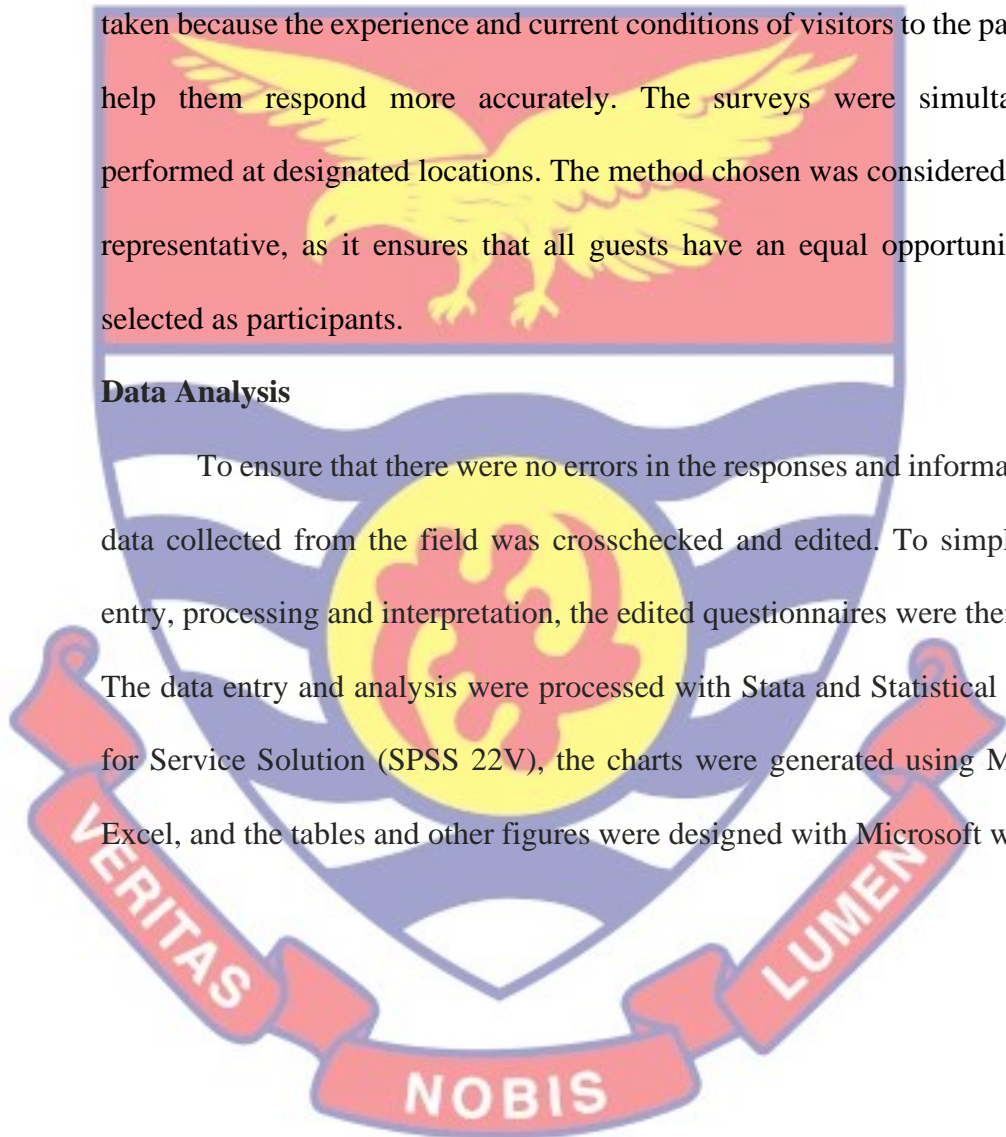 taken because the experience and current conditions of visitors to the pa
help them respond more accurately. The surveys were simulta
performed at designated locations. The method chosen was considered
representative, as it ensures that all guests have an equal opportuni
selected as participants.
Data Analysis
To ensure that there were no errors in the responses and informa
data collected from the field was crosschecked and edited. To simpl
entry, processing and interpretation, the edited questionnaires were the
The data entry and analysis were processed with Stata and Statistical
for Service Solution (SPSS 22V), the charts were generated using M
Excel, and the tables and other figures were designed with Microsoft w
VERITAS
NOBIS
LUMEN